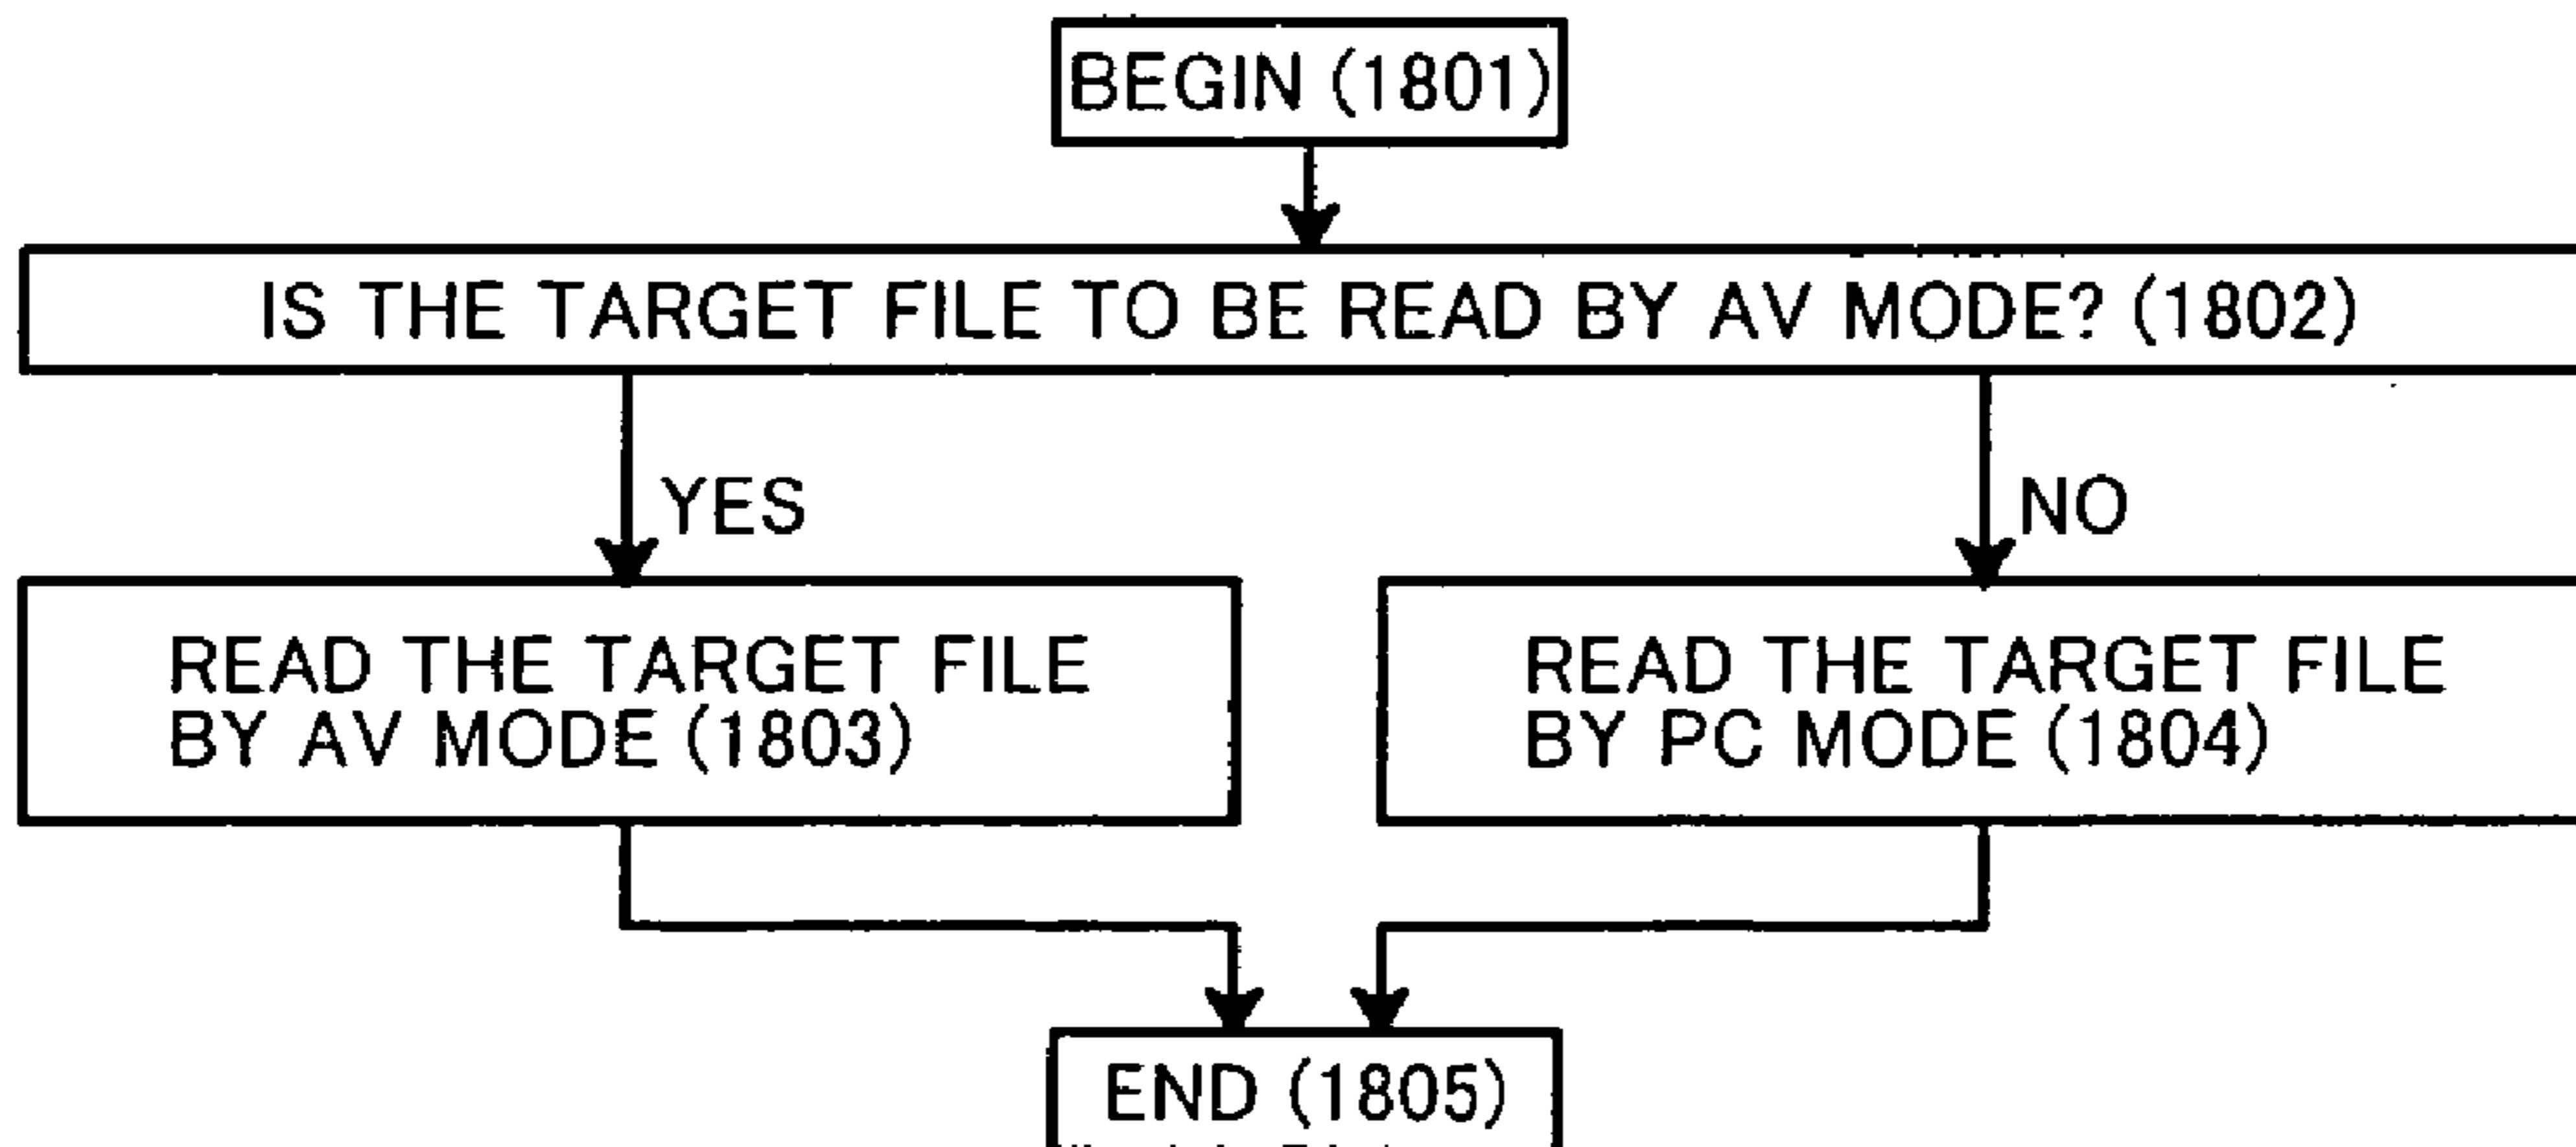 BEGIN (1801)
IS THE TARGET FILE TO BE READ BY AV MODE? (1802)
YES
NO
READ THE TARGET FILE
BY AV MODE (1803)
READ THE TARGET FILE
BY PC MODE (1804)
END (1805)